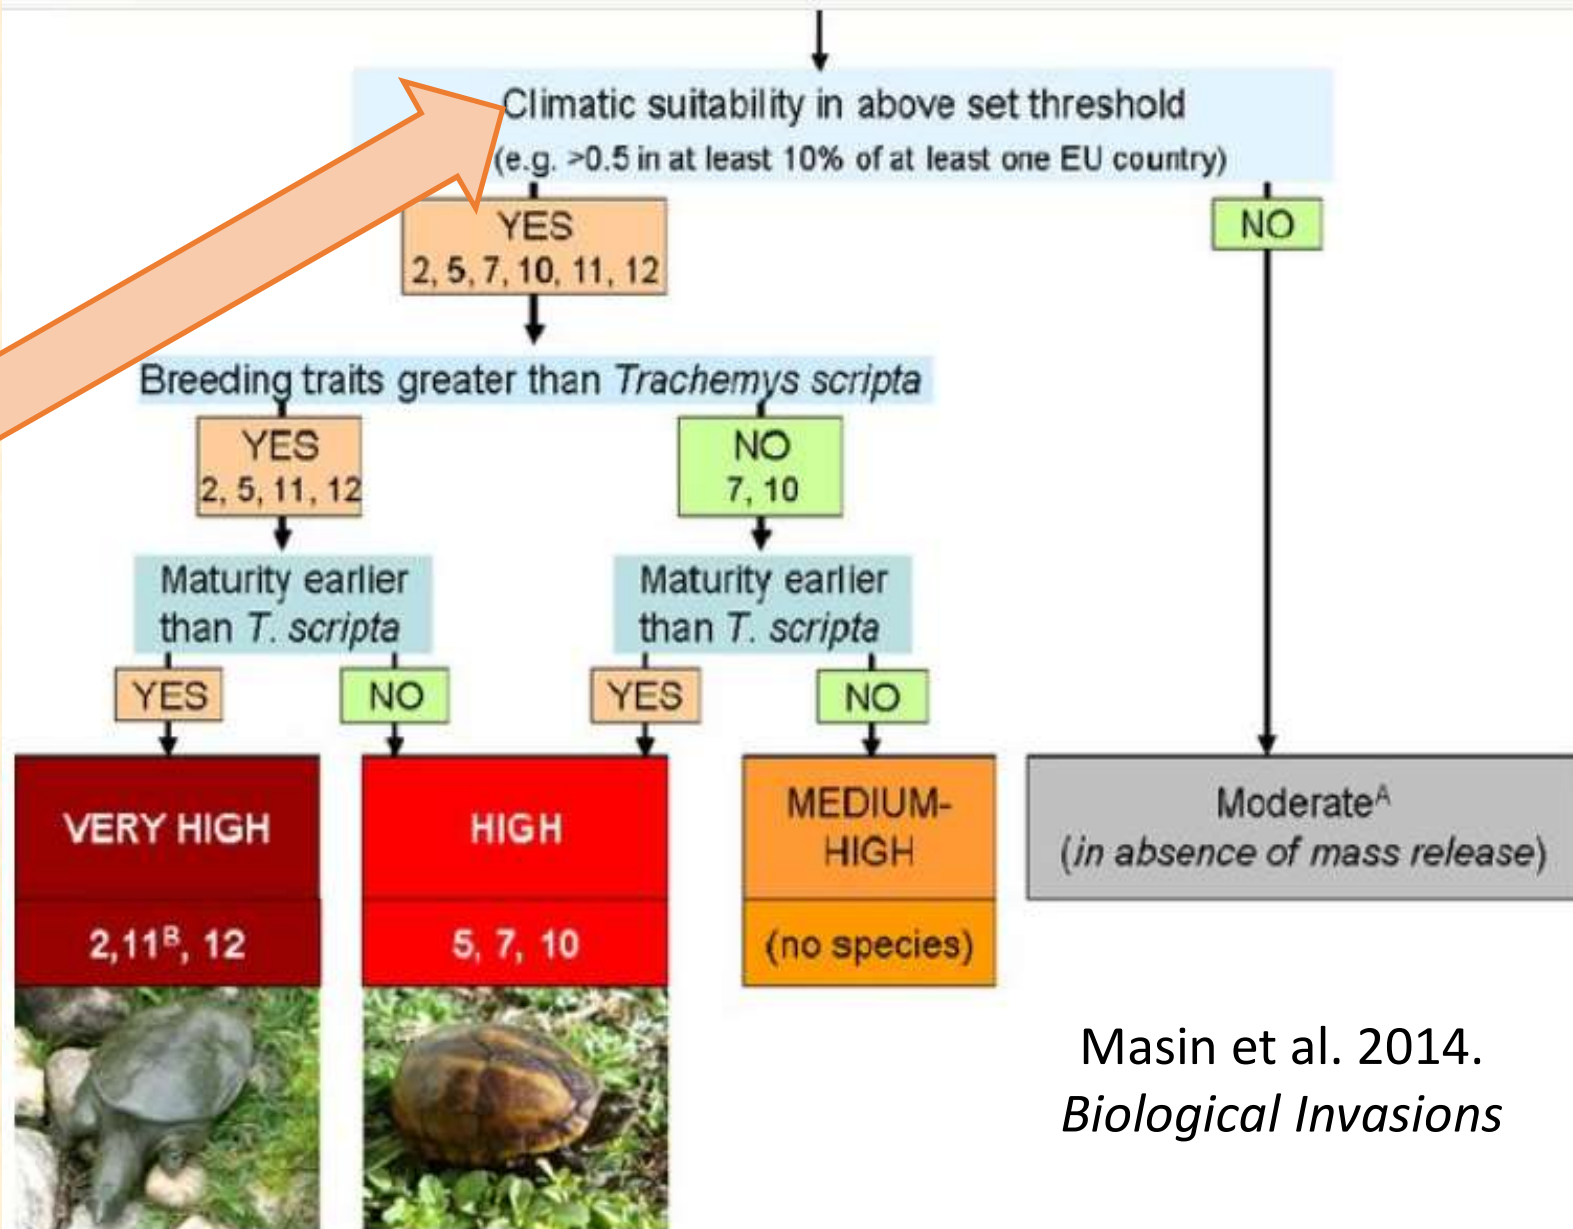 Climatic suitability in above set threshold
(e.g. >0.5 in at least 10% of at least one EU country)
YES
2, 5, 7, 10, 11, 12
NO
Breeding traits greater than Trachemys scripta
YES
2, 5, 11, 12
NO
7, 10
Maturity earlier
than T. scripta
Maturity earlier
than T. scripta
YES
NO
YES
NO
VERY HIGH
2,11ᴮ, 12
HIGH
5, 7, 10
MEDIUM-
HIGH
(no species)
Moderateᴬ
(in absence of mass release)
Masin et al. 2014.
Biological Invasions